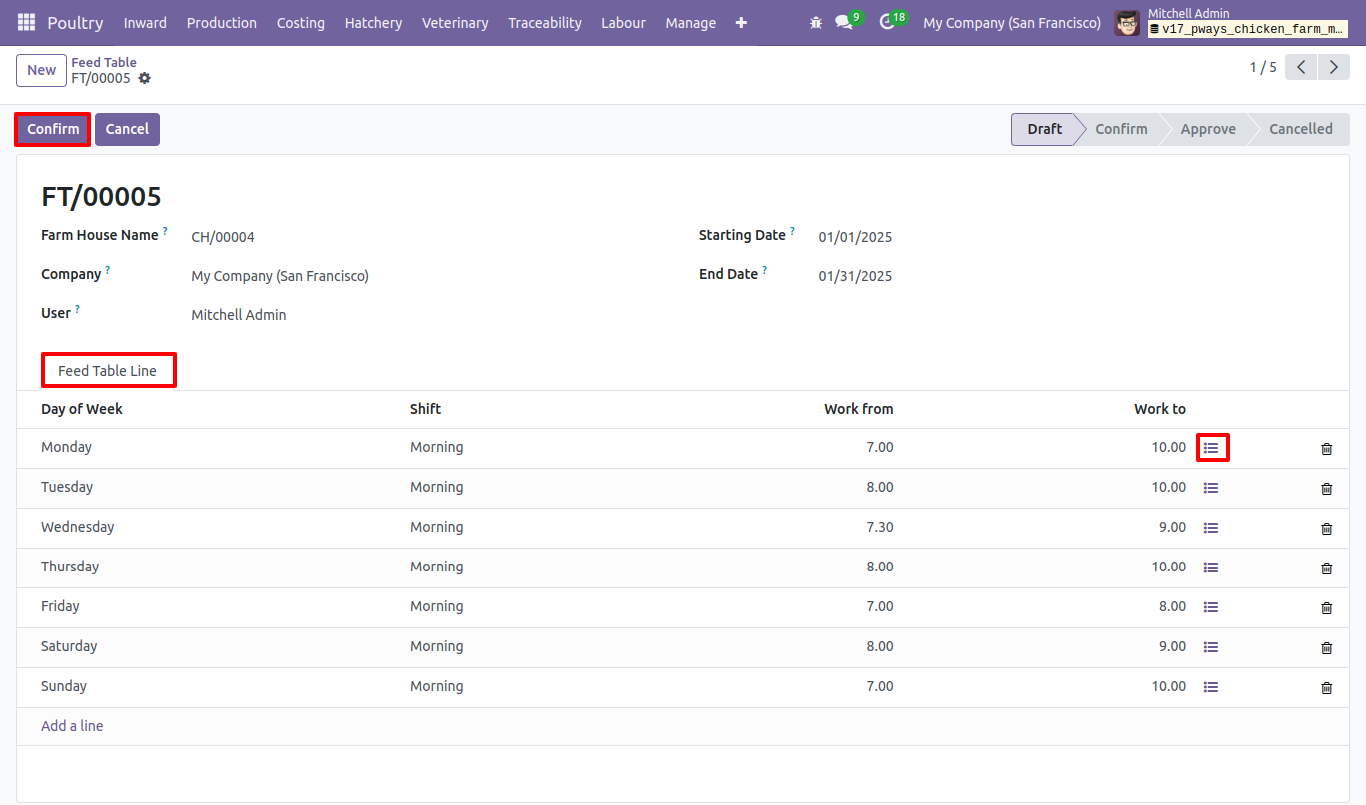 Poultry Inward Production Costing Hatchery Veterinary Traceability Labour Manage 9 18 My Company (San Francisco) Mitchell Admin
v17_pways_chicken_farm_m...
New Feed Table 1 / 5
FT/00005
Confirm Cancel Draft Confirm Approve Cancelled
FT/00005
Farm House Name ? CH/00004 Starting Date ? 01/01/2025
Company ? My Company (San Francisco) End Date ? 01/31/2025
User ? Mitchell Admin
Feed Table Line
Day of Week Shift Work from Work to
Monday Morning 7.00 10.00
Tuesday Morning 8.00 10.00
Wednesday Morning 7.30 9.00
Thursday Morning 8.00 10.00
Friday Morning 7.00 8.00
Saturday Morning 8.00 9.00
Sunday Morning 7.00 10.00
Add a line